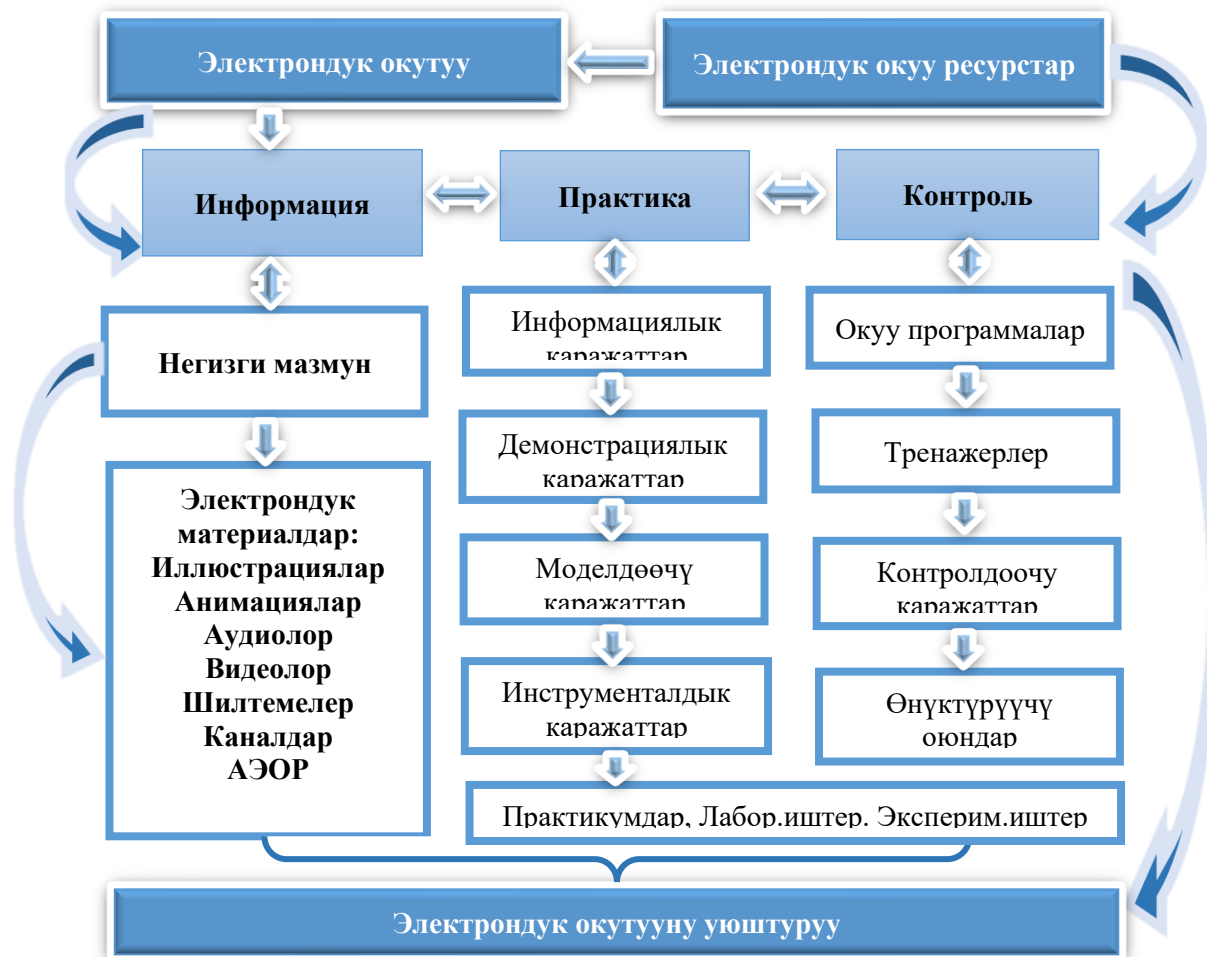 Электрондук окутуу
Электрондук окуу ресурстар
Информация
Практика
Контроль
Негизги мазмун
Электрондук
материалдар:
Иллюстрациялар
Анимациялар
Аудиолор
Видеолор
Шилтемелер
Каналдар
АЭОР
Информациялык
каражаттар
Демонстрациялык
каражаттар
Моделдөөчү
каражаттар
Инструменталдык
каражаттар
Окуу программалар
Тренажерлер
Контролдоочу
каражаттар
Өнүктүрүүчү
оюндар
Практикумдар, Лабор.иштер. Эксперим.иштер
Электрондук окутууну уюштуруу